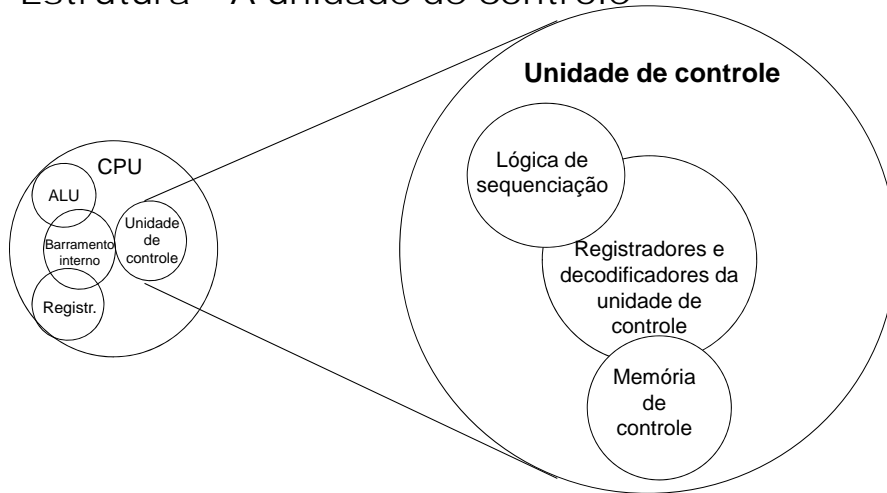 Estrutura - A unidade de controle
Unidade de controle
CPU
ALU
Barramento
interno
Registr.
Unidade
de
controle
Lógica de
sequenciação
Registradores e
decodificadores da
unidade de
controle
Memória
de
controle